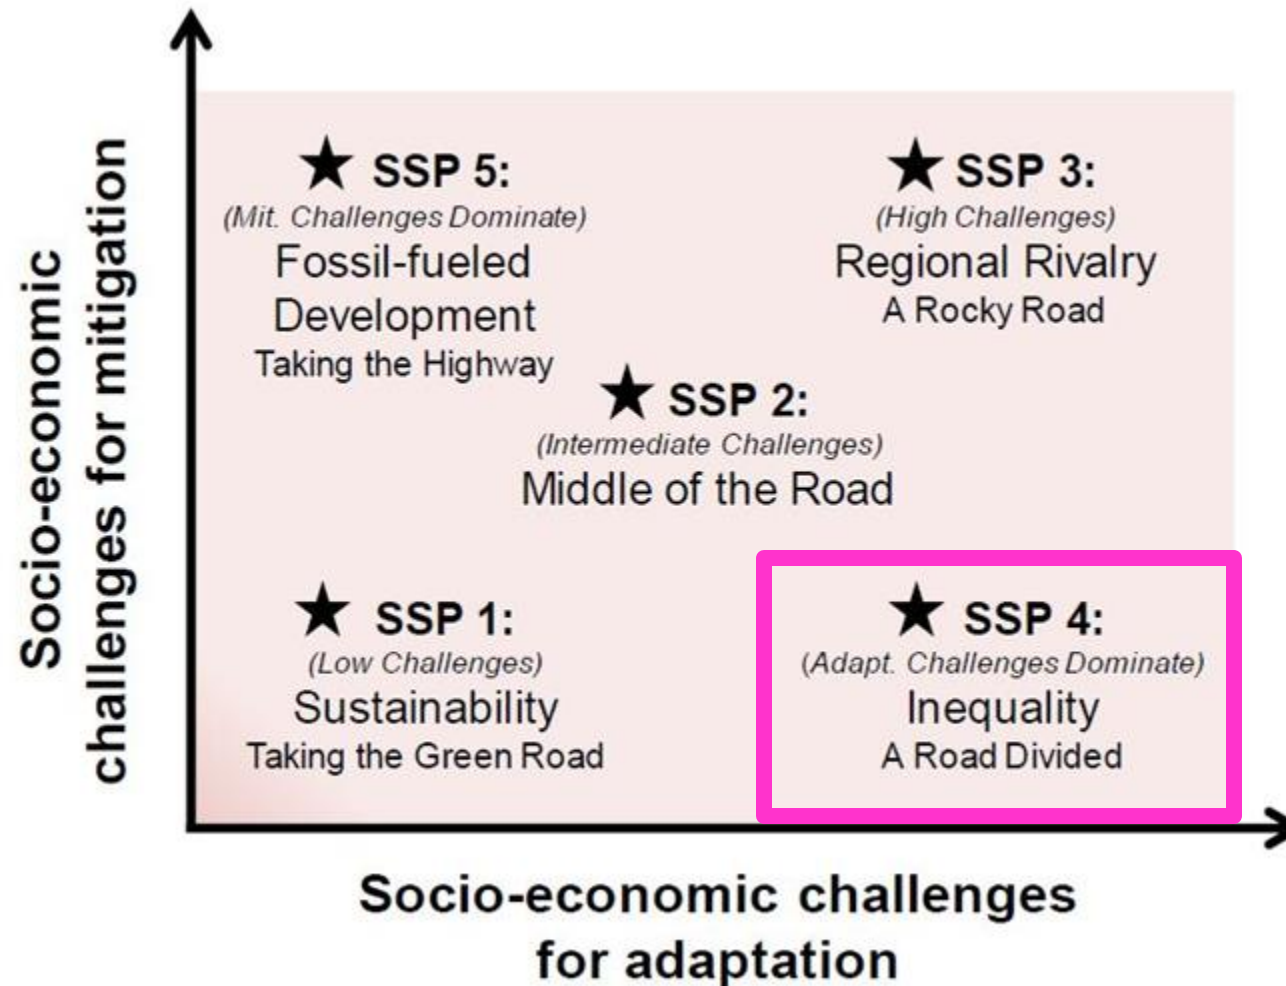 Socio-economic
challenges for mitigation
★ SSP 5:
(Mit. Challenges Dominate)
Fossil-fueled
Development
Taking the Highway
★ SSP 3:
(High Challenges)
Regional Rivalry
A Rocky Road
★ SSP 2:
(Intermediate Challenges)
Middle of the Road
★ SSP 1:
(Low Challenges)
Sustainability
Taking the Green Road
★ SSP 4:
(Adapt. Challenges Dominate)
Inequality
A Road Divided
Socio-economic challenges
for adaptation